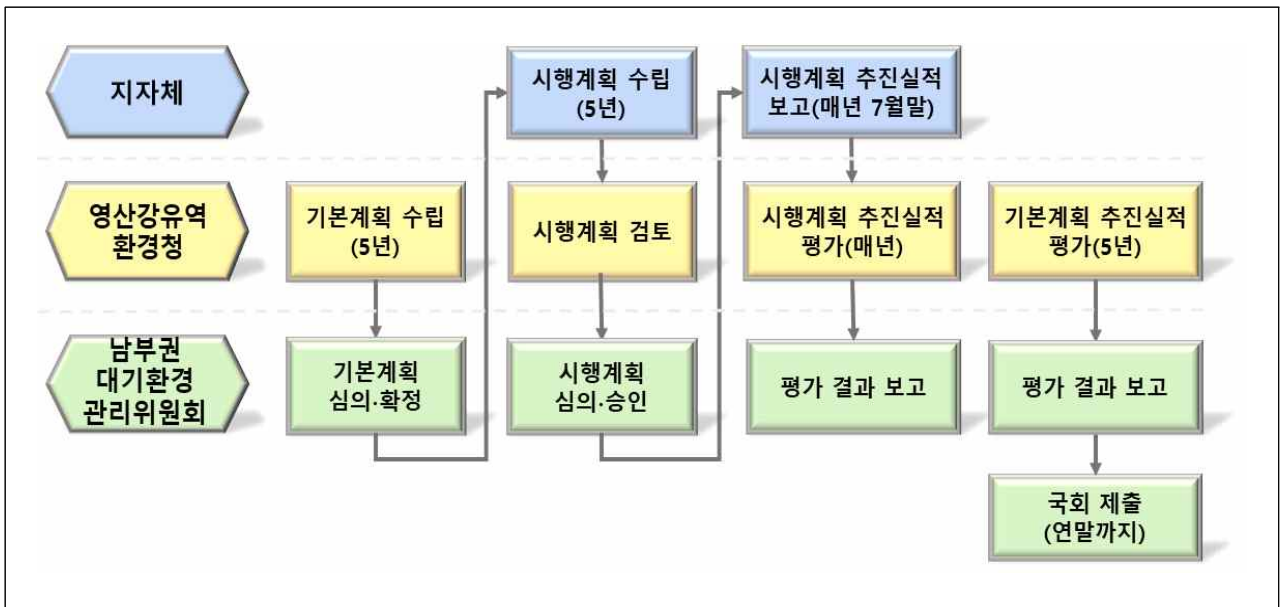 지자체
시행계획 수립
(5년)
시행계획 추진실적
보고(매년 7월말)
영산강유역
환경청
기본계획 수립
(5년)
시행계획 검토
시행계획 추진실적
평가(매년)
기본계획 추진실적
평가(5년)
남부권
대기환경
관리위원회
기본계획
심의·확정
시행계획
심의·승인
평가 결과 보고
평가 결과 보고
국회 제출
(연말까지)